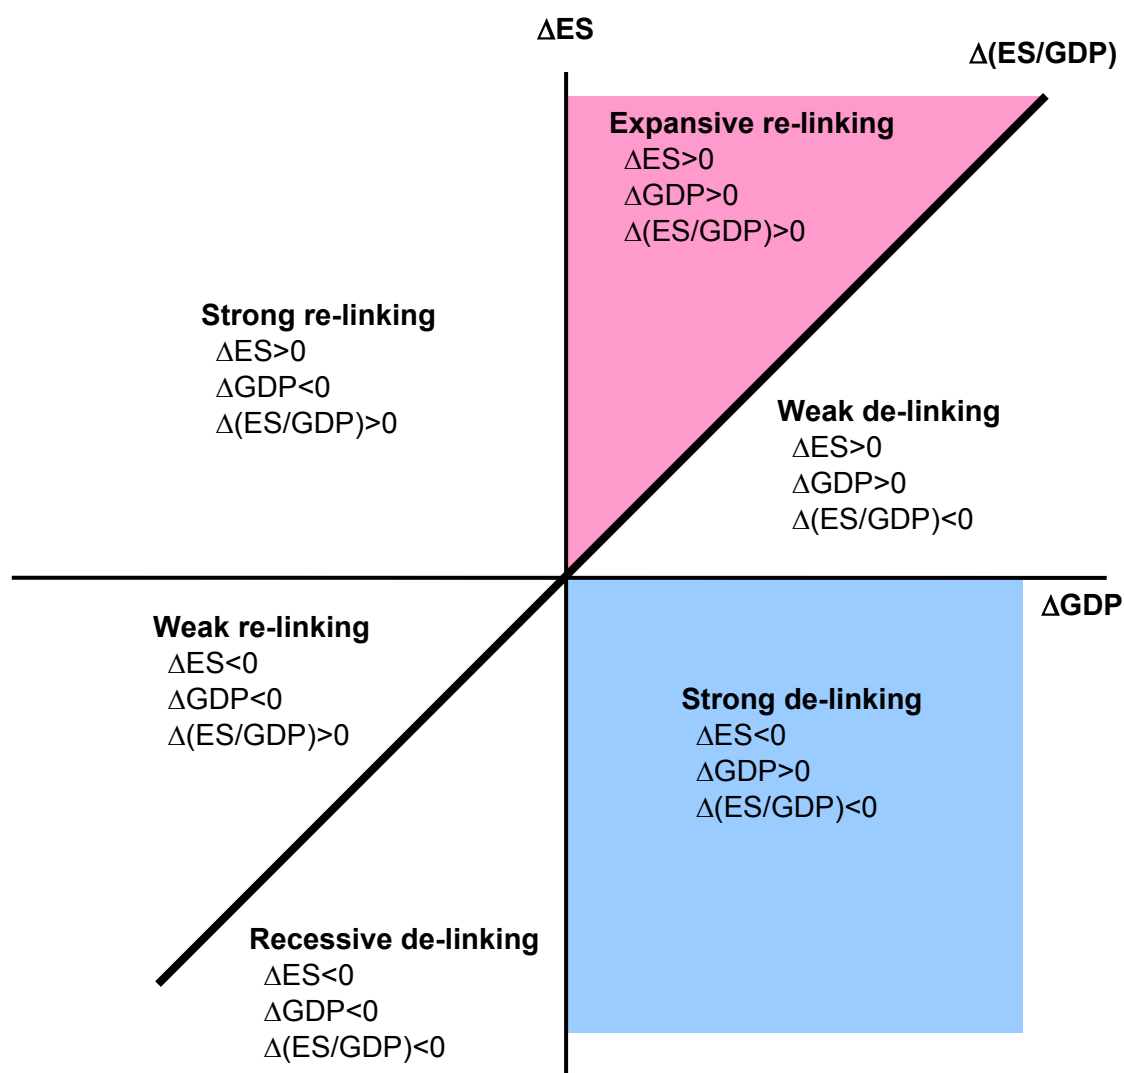 ΔES
Δ(ES/GDP)
Expansive re-linking
ΔES>0
ΔGDP>0
Δ(ES/GDP)>0
Strong re-linking
ΔES>0
ΔGDP<0
Δ(ES/GDP)>0
Weak de-linking
ΔES>0
ΔGDP>0
Δ(ES/GDP)<0
ΔGDP
Weak re-linking
ΔES<0
ΔGDP<0
Δ(ES/GDP)>0
Strong de-linking
ΔES<0
ΔGDP>0
Δ(ES/GDP)<0
Recessive de-linking
ΔES<0
ΔGDP<0
Δ(ES/GDP)<0